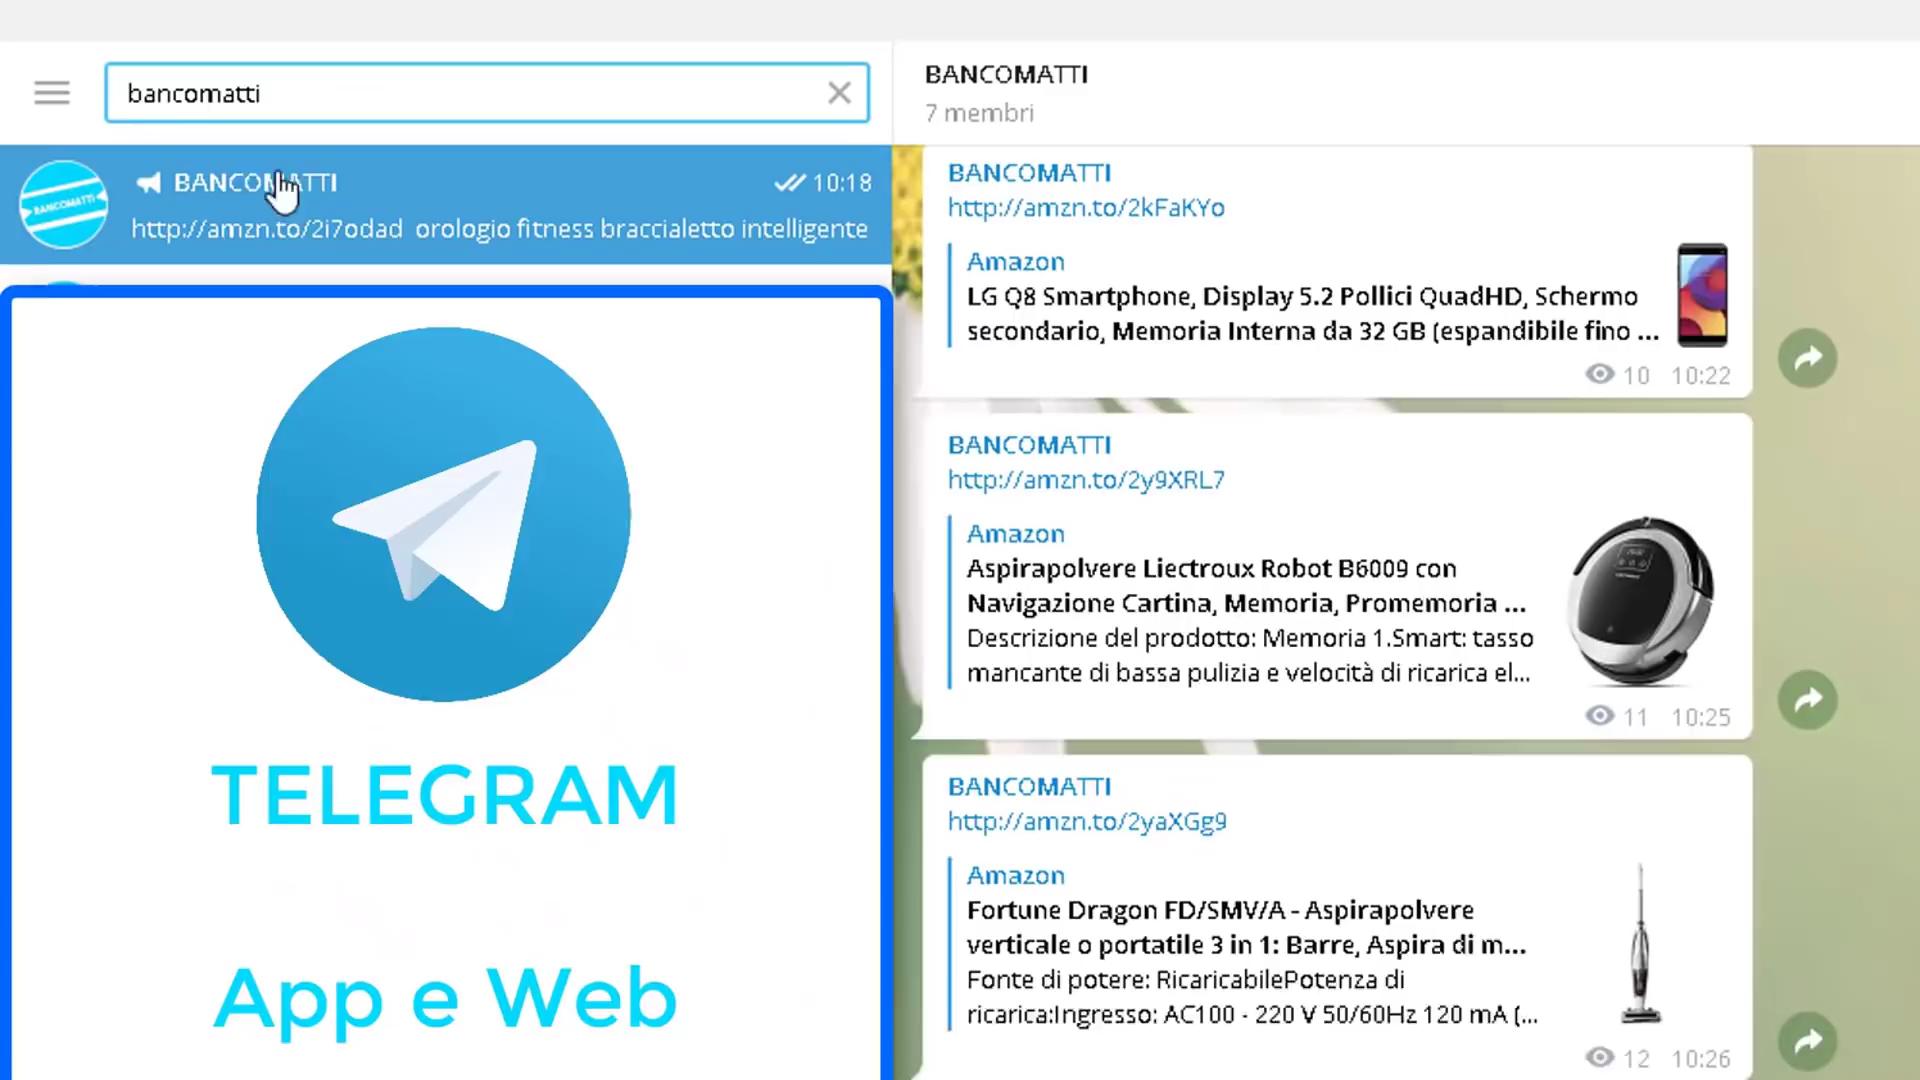 bancomatti
BANCOMATTI
7 membri
BANCOMATTI
BANCOMATTI 10:18
http://amzn.to/2i7odad orologio fitness braccialetto intelligente
TELEGRAM
App e Web
BANCOMATTI
http://amzn.to/2kFaKYo
Amazon
LG Q8 Smartphone, Display 5.2 Pollici QuadHD, Schermo
secondario, Memoria Interna da 32 GB (espandibile fino ...
10 10:22
BANCOMATTI
http://amzn.to/2y9XRL7
Amazon
Aspirapolvere Liectroux Robot B6009 con
Navigazione Cartina, Memoria, Promemoria ...
Descrizione del prodotto: Memoria 1.Smart: tasso
mancante di bassa pulizia e velocità di ricarica el...
11 10:25
BANCOMATTI
http://amzn.to/2yaXGg9
Amazon
Fortune Dragon FD/SMV/A - Aspirapolvere
verticale o portatile 3 in 1: Barre, Aspira di m...
Fonte di potere: RicaricabilePotenza di
ricarica:Ingresso: AC100 - 220 V 50/60Hz 120 mA (...
12 10:26